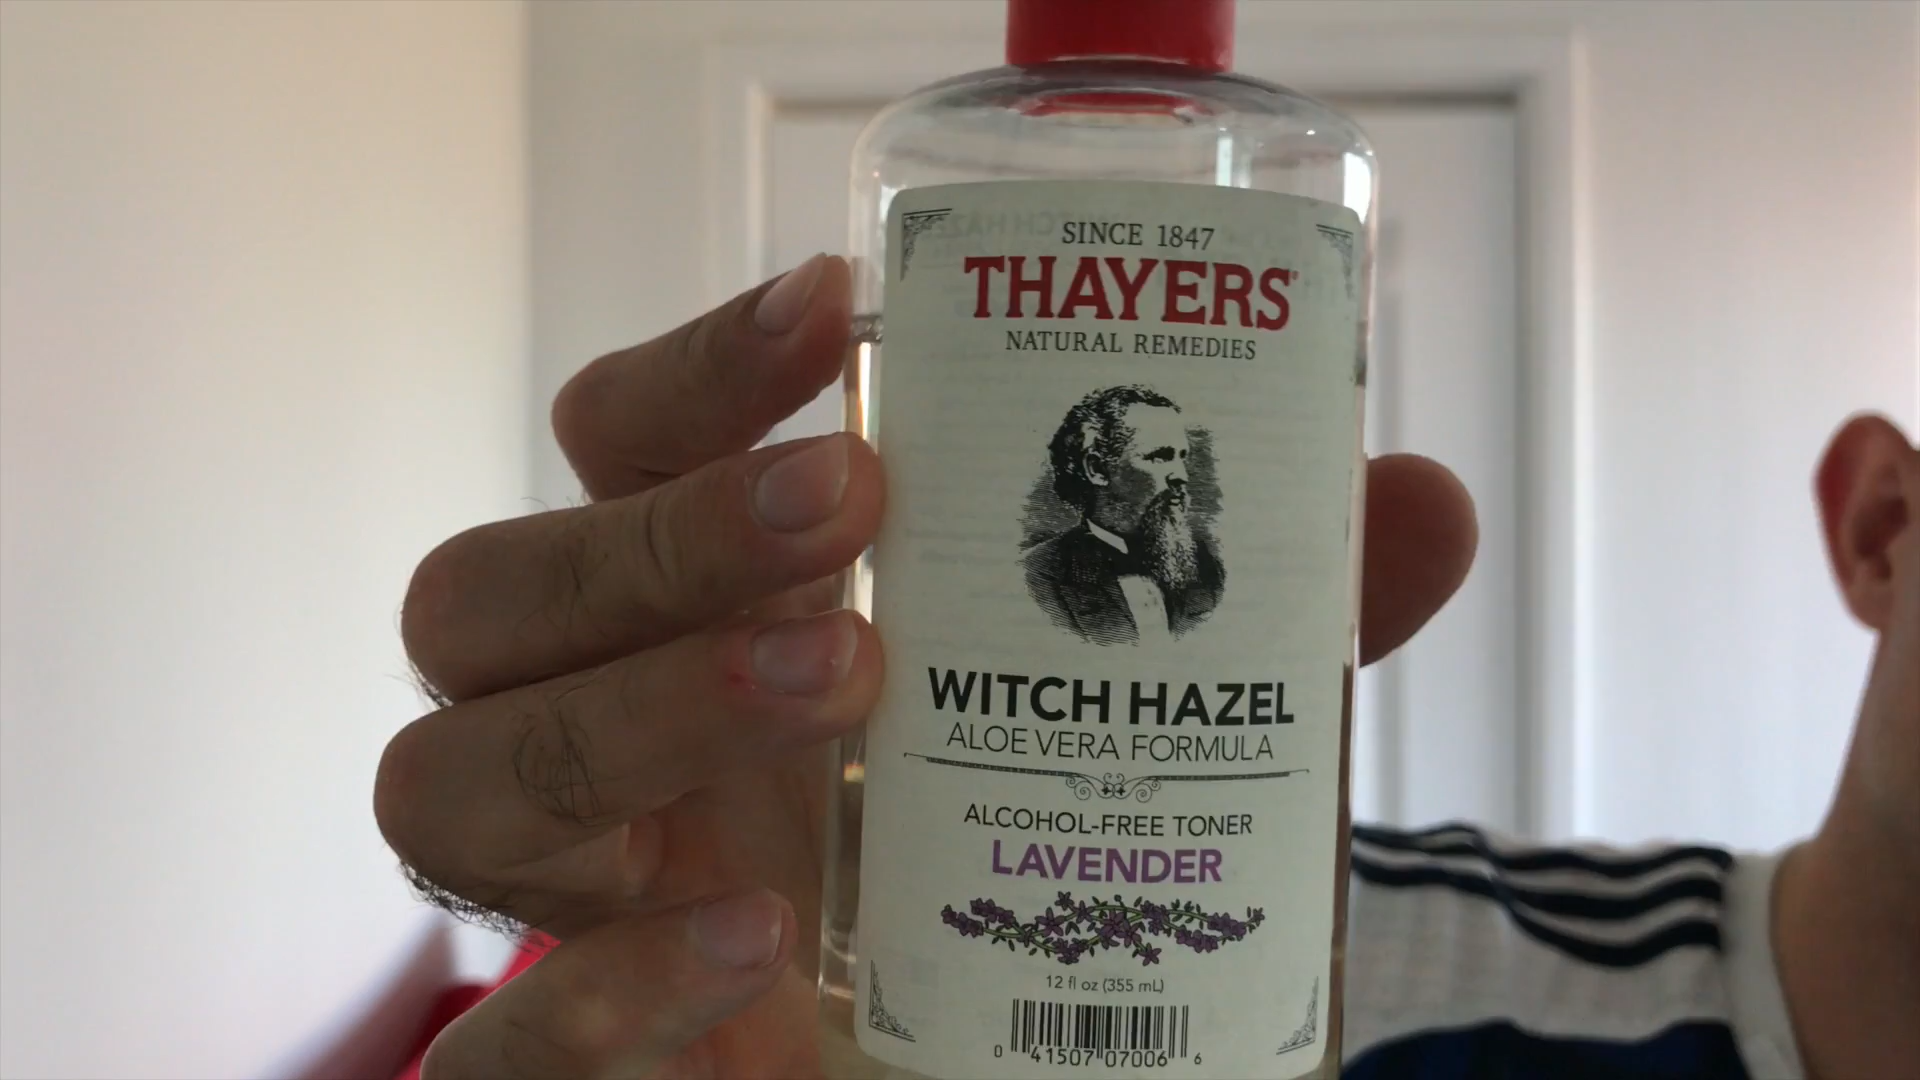 SINCE 1847
THAYERS®
NATURAL REMEDIES
WITCH HAZEL
ALOE VERA FORMULA
ALCOHOL-FREE TONER
LAVENDER
12 fl oz (355 mL)
0 41507 07006 6